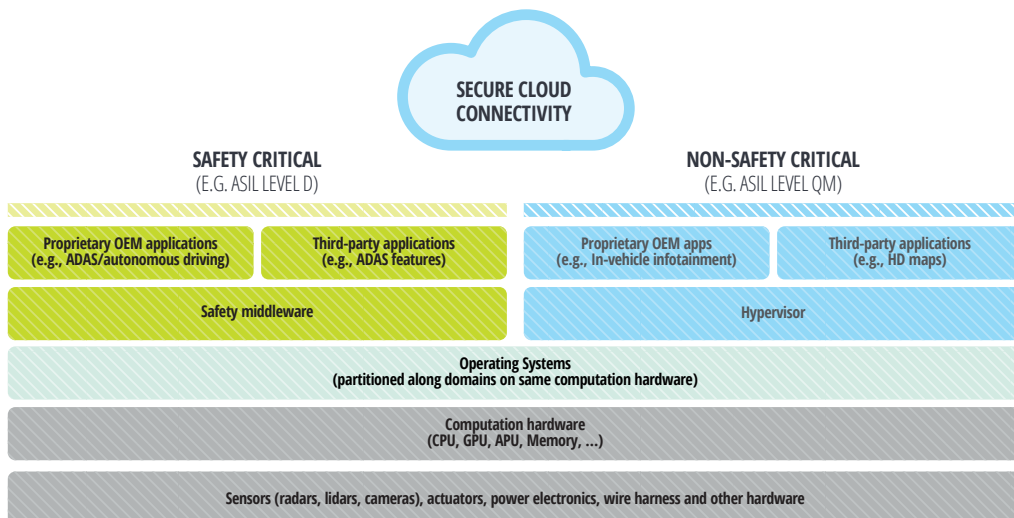 SECURE CLOUD
CONNECTIVITY
SAFETY CRITICAL
(E.G. ASIL LEVEL D)
NON-SAFETY CRITICAL
(E.G. ASIL LEVEL QM)
Proprietary OEM applications
(e.g., ADAS/autonomous driving)
Third-party applications
(e.g., ADAS features)
Proprietary OEM apps
(e.g., In-vehicle infotainment)
Third-party applications
(e.g., HD maps)
Safety middleware
Hypervisor
Operating Systems
(partitioned along domains on same computation hardware)
Computation hardware
(CPU, GPU, APU, Memory, ...)
Sensors (radars, lidars, cameras), actuators, power electronics, wire harness and other hardware